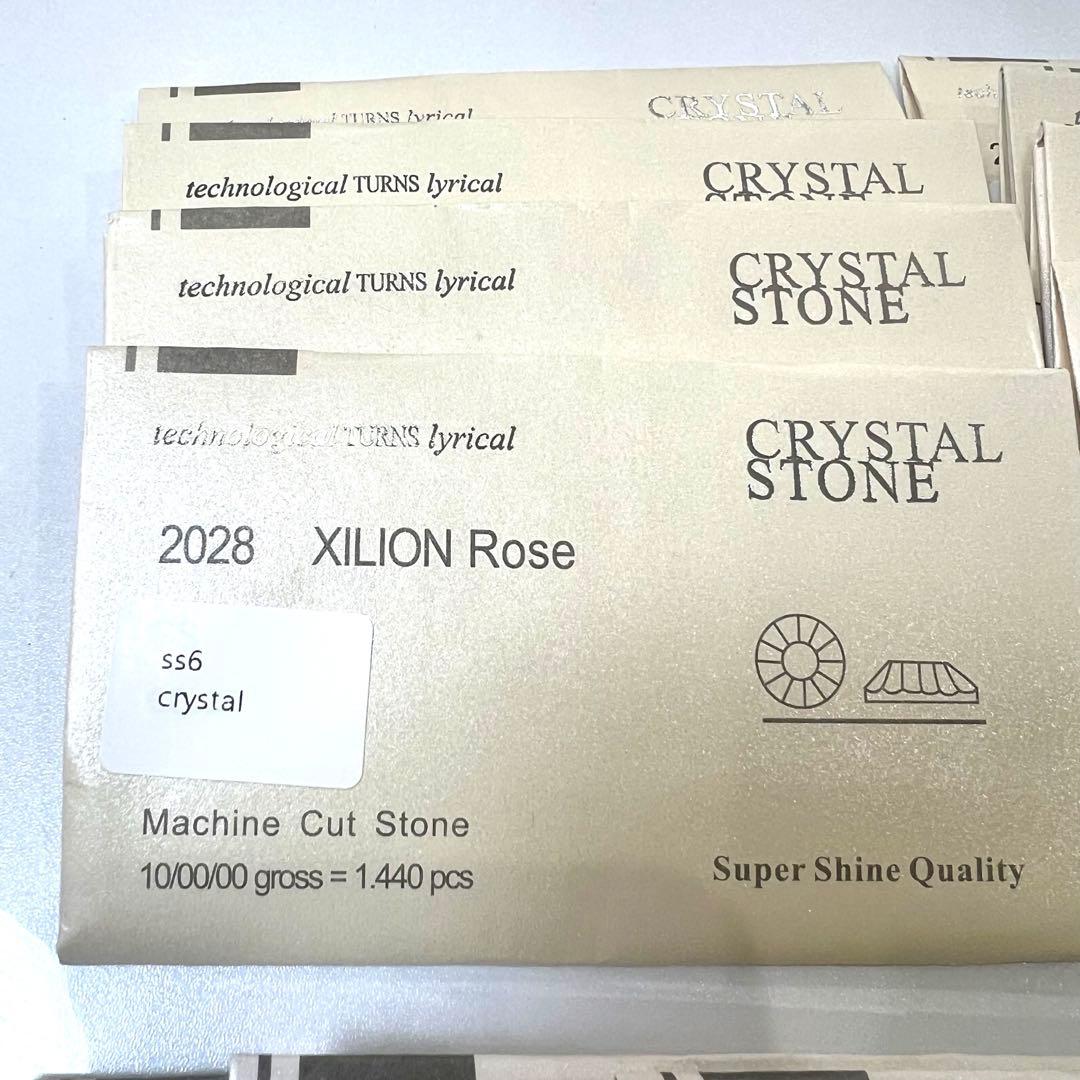 TURNS lyrical
CRYSTAL
technological TURNS lyrical
CRYSTAL
STONE
technological TURNS lyrical
CRYSTAL
STONE
technological TURNS lyrical
CRYSTAL
STONE
2028 XILION Rose
ss6
crystal
Machine Cut Stone
10/00/00 gross = 1.440 pcs
Super Shine Quality